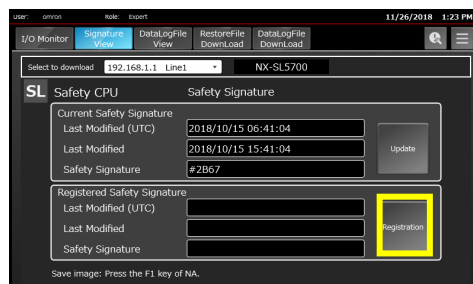 User: omron Role: Expert 11/26/2018 1:23 PM
I/O Monitor Signature View DataLogFile View RestoreFile DownLoad DataLogFile DownLoad
Select to download 192.168.1.1 Line1 NX-SL5700
SL Safety CPU Safety Signature
Current Safety Signature
Last Modified (UTC) 2018/10/15 06:41:04
Last Modified 2018/10/15 15:41:04
Update
Safety Signature #2B67
Registered Safety Signature
Last Modified (UTC)
Last Modified
Registration
Safety Signature
Save image: Press the F1 key of NA.